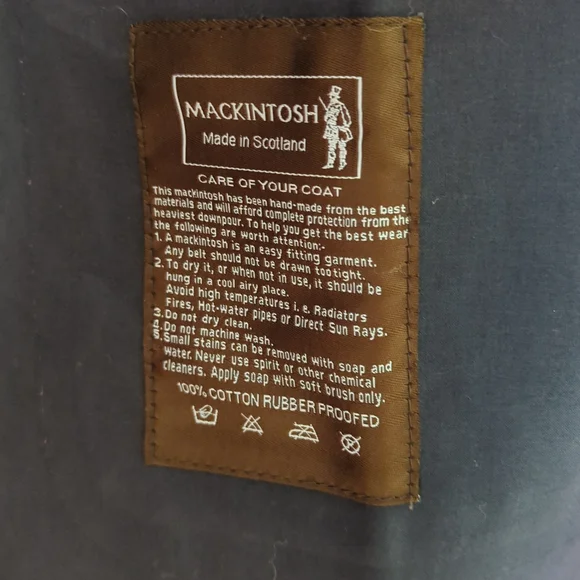 MACKINTOSH
Made in Scotland
CARE OF YOUR COAT
This mackintosh has been hand-made from the best
materials and will afford complete protection from the
heaviest downpour. To help you get the best wear
the following are worth attention:-
1. A mackintosh is an easy fitting garment.
Any belt should not be drawn too tight.
2. To dry it, or when not in use, it should be
hung in a cool airy place.
Avoid high temperatures i.e. Radiators
Fires, Hot-water pipes or Direct Sun Rays.
3. Do not dry clean.
4. Do not machine wash.
5. Small stains can be removed with soap and
water. Never use spirit or other chemical
cleaners. Apply soap with soft brush only.
100% COTTON RUBBER PROOFED